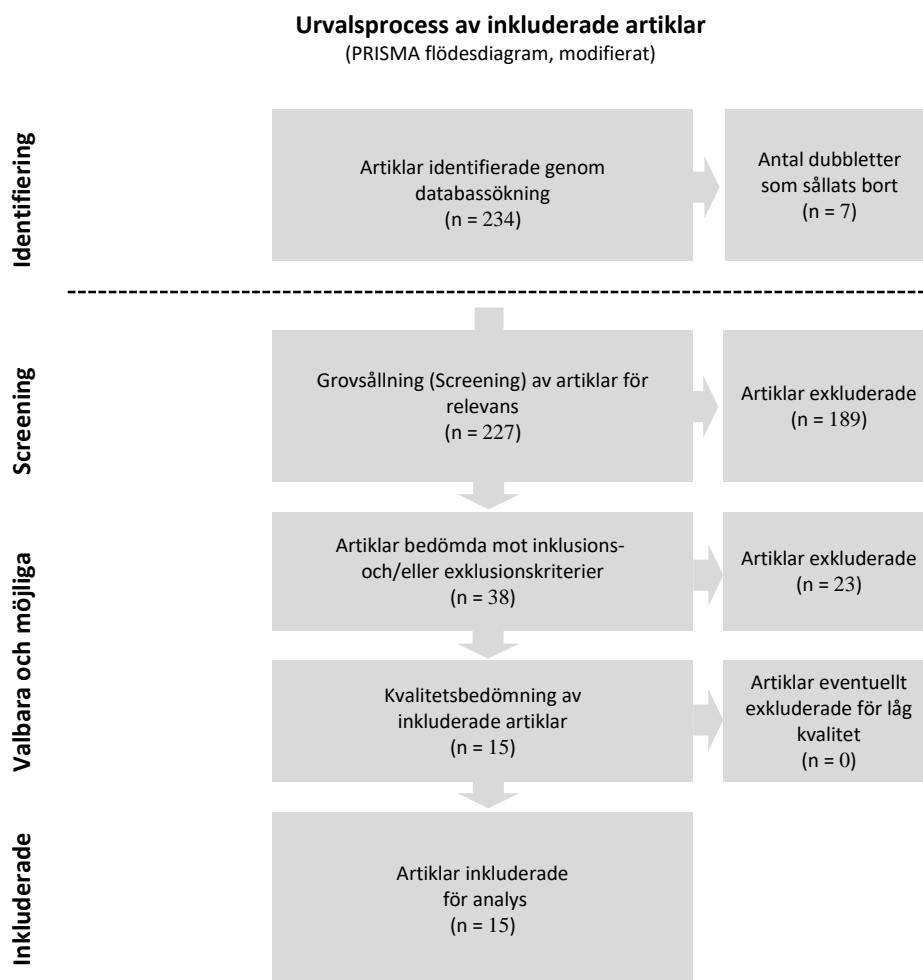 Urvalsprocess av inkluderade artiklar
(PRISMA flödesdiagram, modifierat)
Identifiering
Artiklar identifierade genom
databassökning
(n = 234)
Antal dubbletter
som sållats bort
(n = 7)
Screening
Grovsållning (Screening) av artiklar för
relevans
(n = 227)
Artiklar exkluderade
(n = 189)
Valbara och möjliga
Artiklar bedömda mot inklusions-
och/eller exklusionskriterier
(n = 38)
Artiklar exkluderade
(n = 23)
Kvalitetsbedömning av
inkluderade artiklar
(n = 15)
Artiklar eventuellt
exkluderade för låg
kvalitet
(n = 0)
Inkluderade
Artiklar inkluderade
för analys
(n = 15)